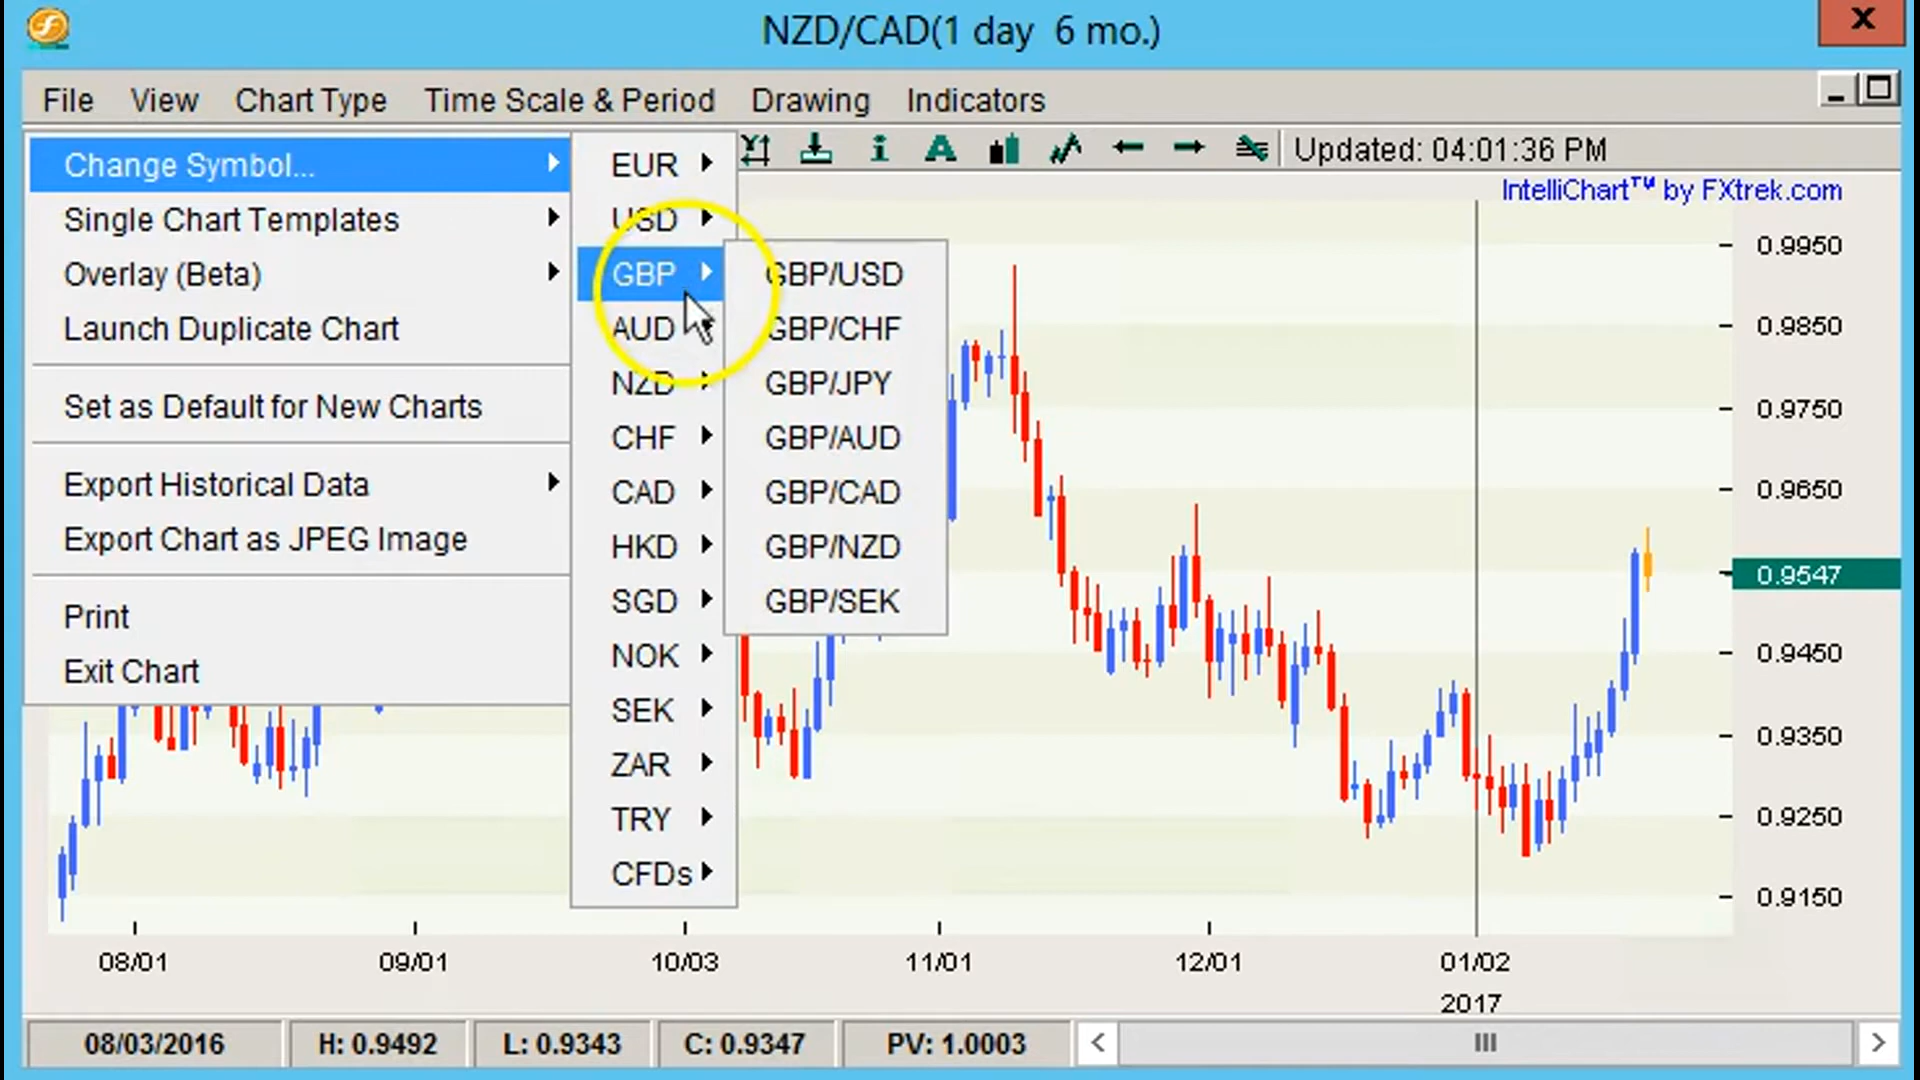 NZD/CAD(1 day 6 mo.)
File View Chart Type Time Scale & Period Drawing Indicators
Updated: 04:01:36 PM
IntelliChart™ by FXtrek.com
Change Symbol...
Single Chart Templates
Overlay (Beta)
Launch Duplicate Chart
Set as Default for New Charts
Export Historical Data
Export Chart as JPEG Image
Print
Exit Chart
EUR
USD
GBP
AUD
NZD
CHF
CAD
HKD
SGD
NOK
SEK
ZAR
TRY
CFDs
GBP/USD
GBP/CHF
GBP/JPY
GBP/AUD
GBP/CAD
GBP/NZD
GBP/SEK
0.9950
0.9850
0.9750
0.9650
0.9547
0.9450
0.9350
0.9250
0.9150
08/01 09/01 10/03 11/01 12/01 01/02
2017
08/03/2016 H: 0.9492 L: 0.9343 C: 0.9347 PV: 1.0003